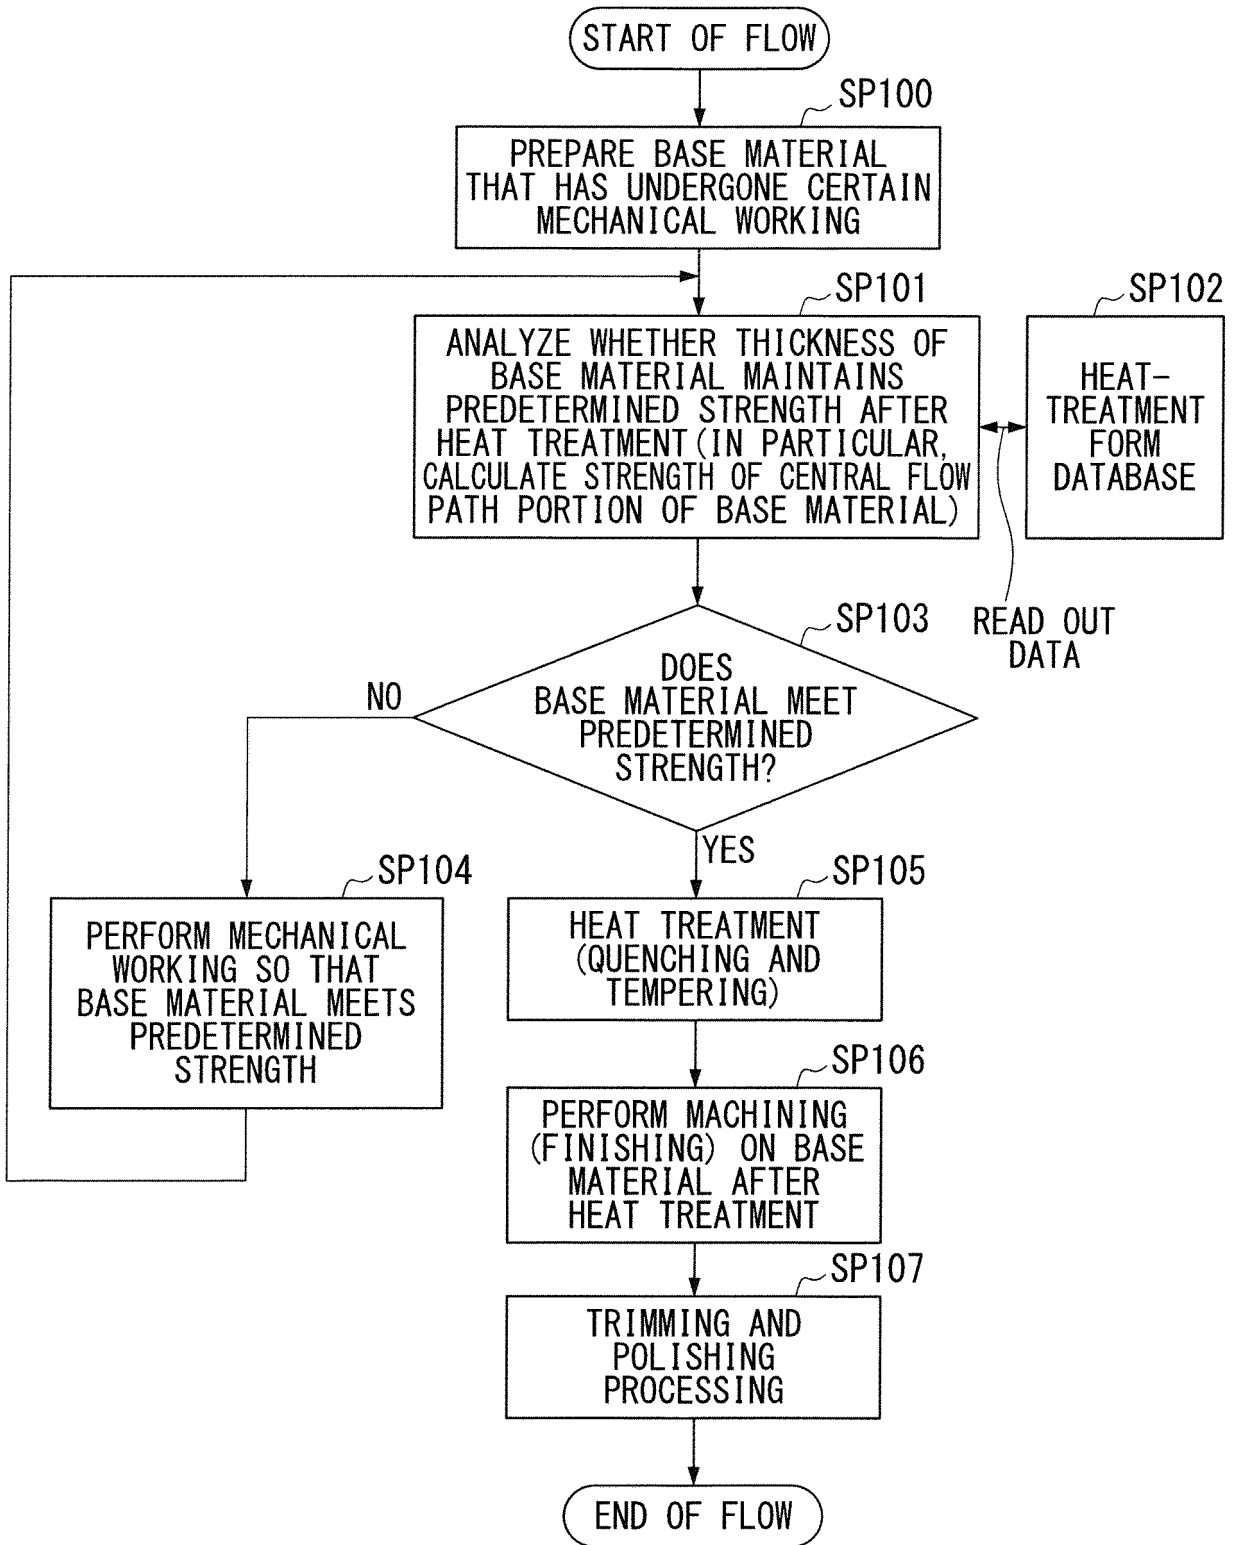 START OF FLOW
SP100
PREPARE BASE MATERIAL
THAT HAS UNDERGONE CERTAIN
MECHANICAL WORKING
SP101
ANALYZE WHETHER THICKNESS OF
BASE MATERIAL MAINTAINS
PREDETERMINED STRENGTH AFTER
HEAT TREATMENT (IN PARTICULAR,
CALCULATE STRENGTH OF CENTRAL FLOW
PATH PORTION OF BASE MATERIAL)
SP102
HEAT-
TREATMENT
FORM
DATABASE
READ OUT
DATA
SP103
DOES
BASE MATERIAL MEET
PREDETERMINED
STRENGTH?
NO
YES
SP104
PERFORM MECHANICAL
WORKING SO THAT
BASE MATERIAL MEETS
PREDETERMINED
STRENGTH
SP105
HEAT TREATMENT
(QUENCHING AND
TEMPERING)
SP106
PERFORM MACHINING
(FINISHING) ON BASE
MATERIAL AFTER
HEAT TREATMENT
SP107
TRIMMING AND
POLISHING
PROCESSING
END OF FLOW